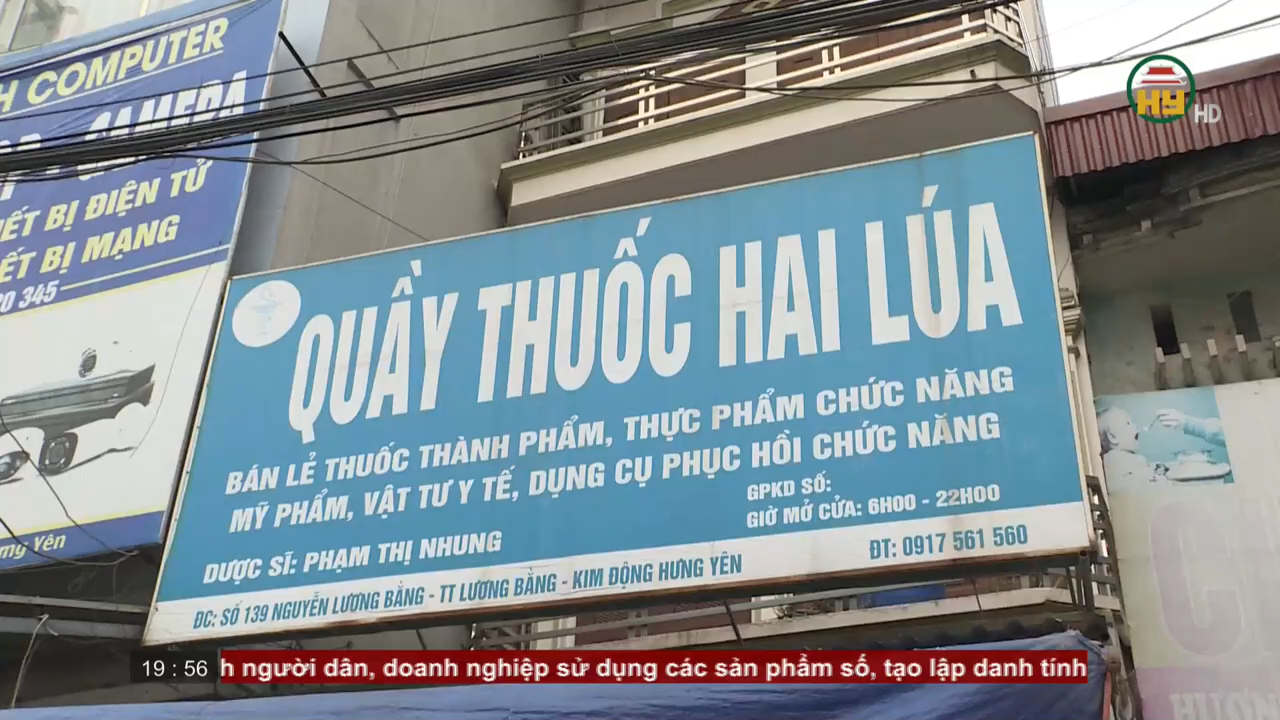 H COMPUTER
CAMERA
BỊ ĐIỆN TỬ
BỊ MẠNG
345
HY HD
QUẦY THUỐC HAI LÚA
BÁN LẺ THUỐC THÀNH PHẨM, THỰC PHẨM CHỨC NĂNG
MỸ PHẨM, VẬT TƯ Y TẾ, DỤNG CỤ PHỤC HỒI CHỨC NĂNG
GPKD SỐ:
GIỜ MỞ CỬA: 6H00 - 22H00
DƯỢC SĨ: PHẠM THỊ NHUNG
ĐT: 0917 561 560
ĐC: SỐ 139 NGUYỄN LƯƠNG BẰNG - TT LƯƠNG BẰNG - KIM ĐỘNG HƯNG YÊN
Yên
19 : 56
h người dân, doanh nghiệp sử dụng các sản phẩm số, tạo lập danh tính